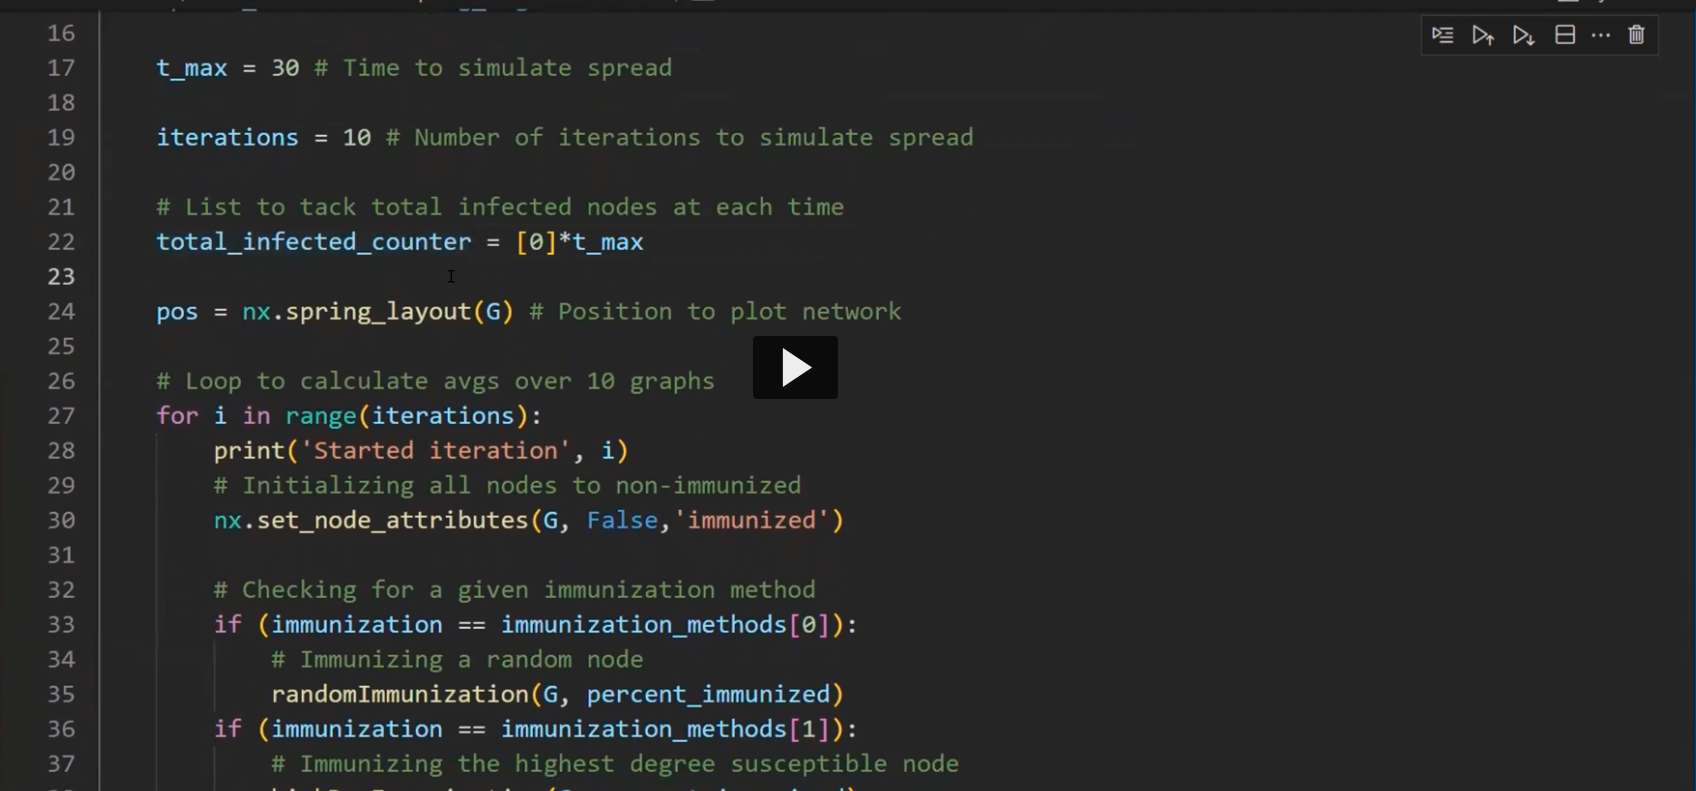 16
17 t_max = 30 # Time to simulate spread
18
19 iterations = 10 # Number of iterations to simulate spread
20
21 # List to tack total infected nodes at each time
22 total_infected_counter = [0]*t_max
23
24 pos = nx.spring_layout(G) # Position to plot network
25
26 # Loop to calculate avgs over 10 graphs
27 for i in range(iterations):
28 print('Started iteration', i)
29 # Initializing all nodes to non-immunized
30 nx.set_node_attributes(G, False,'immunized')
31
32 # Checking for a given immunization method
33 if (immunization == immunization_methods[0]):
34 # Immunizing a random node
35 randomImmunization(G, percent_immunized)
36 if (immunization == immunization_methods[1]):
37 # Immunizing the highest degree susceptible node